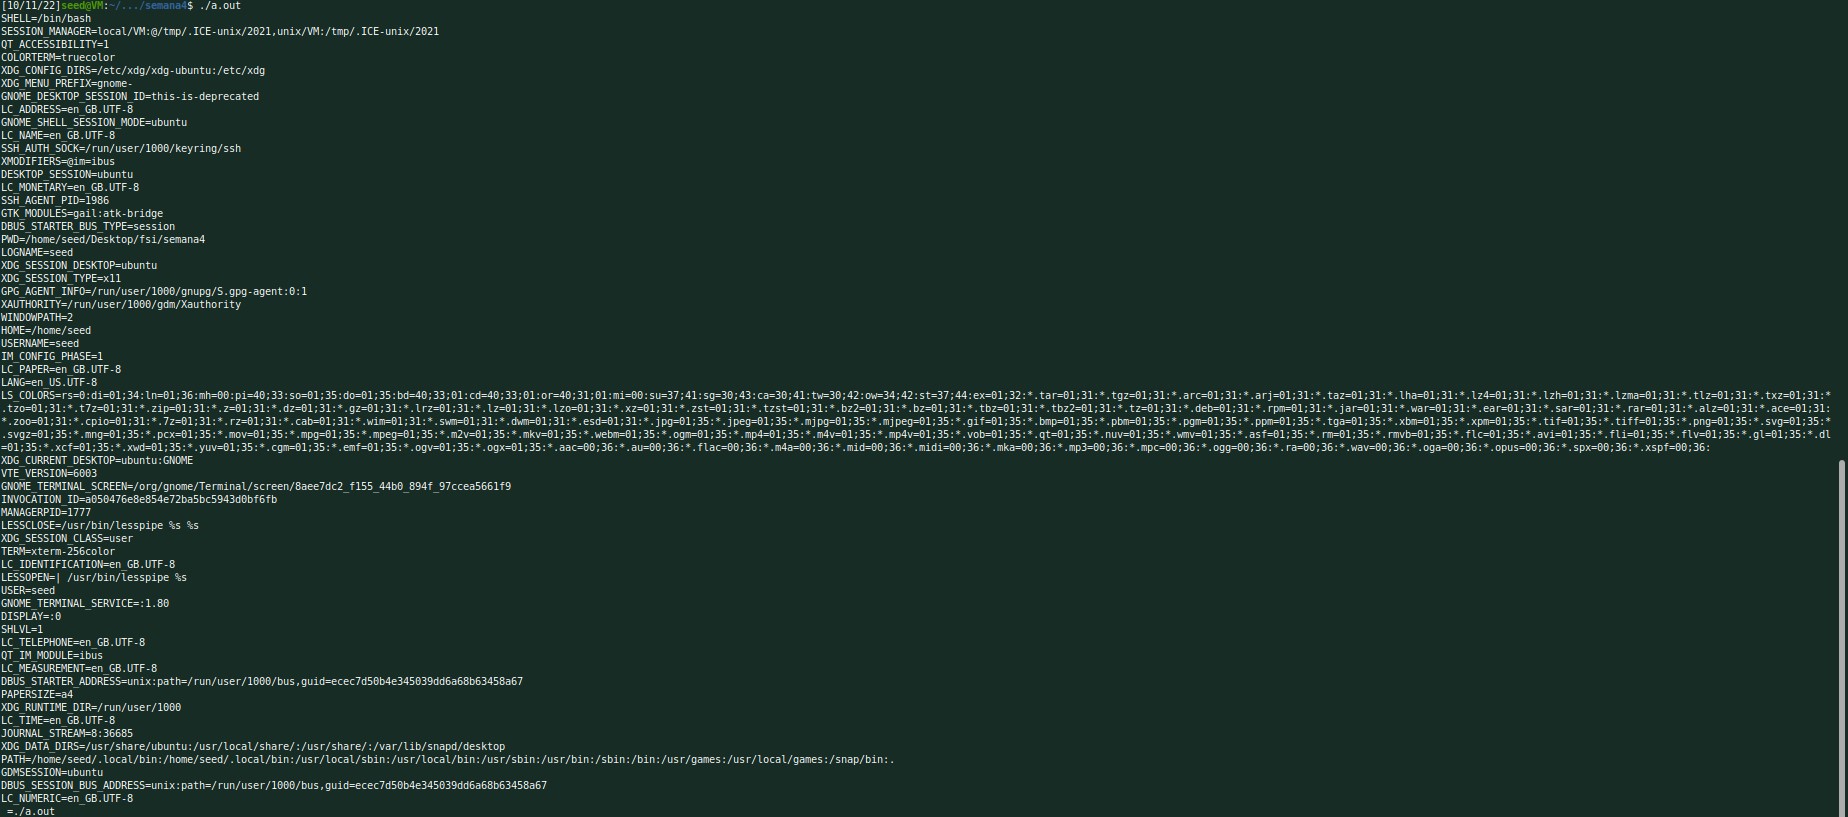 [10/11/22]seed@VM:~/.../semana4$ ./a.out
SHELL=/bin/bash
SESSION_MANAGER=local/VM:@/tmp/.ICE-unix/2021,unix/VM:/tmp/.ICE-unix/2021
QT_ACCESSIBILITY=1
COLORTERM=truecolor
XDG_CONFIG_DIRS=/etc/xdg/xdg-ubuntu:/etc/xdg
XDG_MENU_PREFIX=gnome-
GNOME_DESKTOP_SESSION_ID=this-is-deprecated
LC_ADDRESS=en_GB.UTF-8
GNOME_SHELL_SESSION_MODE=ubuntu
LC_NAME=en_GB.UTF-8
SSH_AUTH_SOCK=/run/user/1000/keyring/ssh
XMODIFIERS=@im=ibus
DESKTOP_SESSION=ubuntu
LC_MONETARY=en_GB.UTF-8
SSH_AGENT_PID=1986
GTK_MODULES=gail:atk-bridge
DBUS_STARTER_BUS_TYPE=session
PWD=/home/seed/Desktop/fsi/semana4
LOGNAME=seed
XDG_SESSION_DESKTOP=ubuntu
XDG_SESSION_TYPE=x11
GPG_AGENT_INFO=/run/user/1000/gnupg/S.gpg-agent:0:1
XAUTHORITY=/run/user/1000/gdm/Xauthority
WINDOWPATH=2
HOME=/home/seed
USERNAME=seed
IM_CONFIG_PHASE=1
LC_PAPER=en_GB.UTF-8
LANG=en_US.UTF-8
LS_COLORS=rs=0:di=01;34:ln=01;36:mh=00:pi=40;33:so=01;35:do=01;35:bd=40;33;01:cd=40;33;01:or=40;31;01:mi=00:su=37;41:sg=30;43:ca=30;41:tw=30;42:ow=34;42:st=37;44:ex=01;32:*.tar=01;31:*.tgz=01;31:*.arc=01;31:*.arj=01;31:*.taz=01;31:*.lha=01;31:*.lz4=01;31:*.lzh=01;31:*.lzma=01;31:*.tlz=01;31:*.txz=01;31:*
.tzo=01;31:*.t7z=01;31:*.zip=01;31:*.z=01;31:*.dz=01;31:*.gz=01;31:*.lrz=01;31:*.lz=01;31:*.lzo=01;31:*.xz=01;31:*.zst=01;31:*.tzst=01;31:*.bz2=01;31:*.bz=01;31:*.tbz=01;31:*.tbz2=01;31:*.tz=01;31:*.deb=01;31:*.rpm=01;31:*.jar=01;31:*.war=01;31:*.ear=01;31:*.sar=01;31:*.rar=01;31:*.alz=01;31:*.ace=01;31:
*.zoo=01;31:*.cpio=01;31:*.7z=01;31:*.rz=01;31:*.cab=01;31:*.wim=01;31:*.swm=01;31:*.dwm=01;31:*.esd=01;31:*.jpg=01;35:*.jpeg=01;35:*.mjpg=01;35:*.mjpeg=01;35:*.gif=01;35:*.bmp=01;35:*.pbm=01;35:*.pgm=01;35:*.ppm=01;35:*.tga=01;35:*.xbm=01;35:*.xpm=01;35:*.tif=01;35:*.tiff=01;35:*.png=01;35:*.svg=01;35:*
.svgz=01;35:*.mng=01;35:*.pcx=01;35:*.mov=01;35:*.mpg=01;35:*.mpeg=01;35:*.m2v=01;35:*.mkv=01;35:*.webm=01;35:*.ogm=01;35:*.mp4=01;35:*.m4v=01;35:*.mp4v=01;35:*.vob=01;35:*.qt=01;35:*.nuv=01;35:*.wmv=01;35:*.asf=01;35:*.rm=01;35:*.rmvb=01;35:*.flc=01;35:*.avi=01;35:*.fli=01;35:*.flv=01;35:*.gl=01;35:*.dl
=01;35:*.xcf=01;35:*.xwd=01;35:*.yuv=01;35:*.cgm=01;35:*.emf=01;35:*.ogv=01;35:*.ogx=01;35:*.aac=00;36:*.au=00;36:*.flac=00;36:*.m4a=00;36:*.mid=00;36:*.midi=00;36:*.mka=00;36:*.mp3=00;36:*.mpc=00;36:*.ogg=00;36:*.ra=00;36:*.wav=00;36:*.oga=00;36:*.opus=00;36:*.spx=00;36:*.xspf=00;36:
XDG_CURRENT_DESKTOP=ubuntu:GNOME
VTE_VERSION=6003
GNOME_TERMINAL_SCREEN=/org/gnome/Terminal/screen/8aee7dc2_f155_44b0_894f_97ccea5661f9
INVOCATION_ID=a050476e8e854e72ba5bc5943d0bf6fb
MANAGERPID=1777
LESSCLOSE=/usr/bin/lesspipe %s %s
XDG_SESSION_CLASS=user
TERM=xterm-256color
LC_IDENTIFICATION=en_GB.UTF-8
LESSOPEN=| /usr/bin/lesspipe %s
USER=seed
GNOME_TERMINAL_SERVICE=:1.80
DISPLAY=:0
SHLVL=1
LC_TELEPHONE=en_GB.UTF-8
QT_IM_MODULE=ibus
LC_MEASUREMENT=en_GB.UTF-8
DBUS_STARTER_ADDRESS=unix:path=/run/user/1000/bus,guid=ecec7d50b4e345039dd6a68b63458a67
PAPERSIZE=a4
XDG_RUNTIME_DIR=/run/user/1000
LC_TIME=en_GB.UTF-8
JOURNAL_STREAM=8:36685
XDG_DATA_DIRS=/usr/share/ubuntu:/usr/local/share/:/usr/share/:/var/lib/snapd/desktop
PATH=/home/seed/.local/bin:/home/seed/.local/bin:/usr/local/sbin:/usr/local/bin:/usr/sbin:/usr/bin:/sbin:/bin:/usr/games:/usr/local/games:/snap/bin:.
GDMSESSION=ubuntu
DBUS_SESSION_BUS_ADDRESS=unix:path=/run/user/1000/bus,guid=ecec7d50b4e345039dd6a68b63458a67
LC_NUMERIC=en_GB.UTF-8
_=./a.out